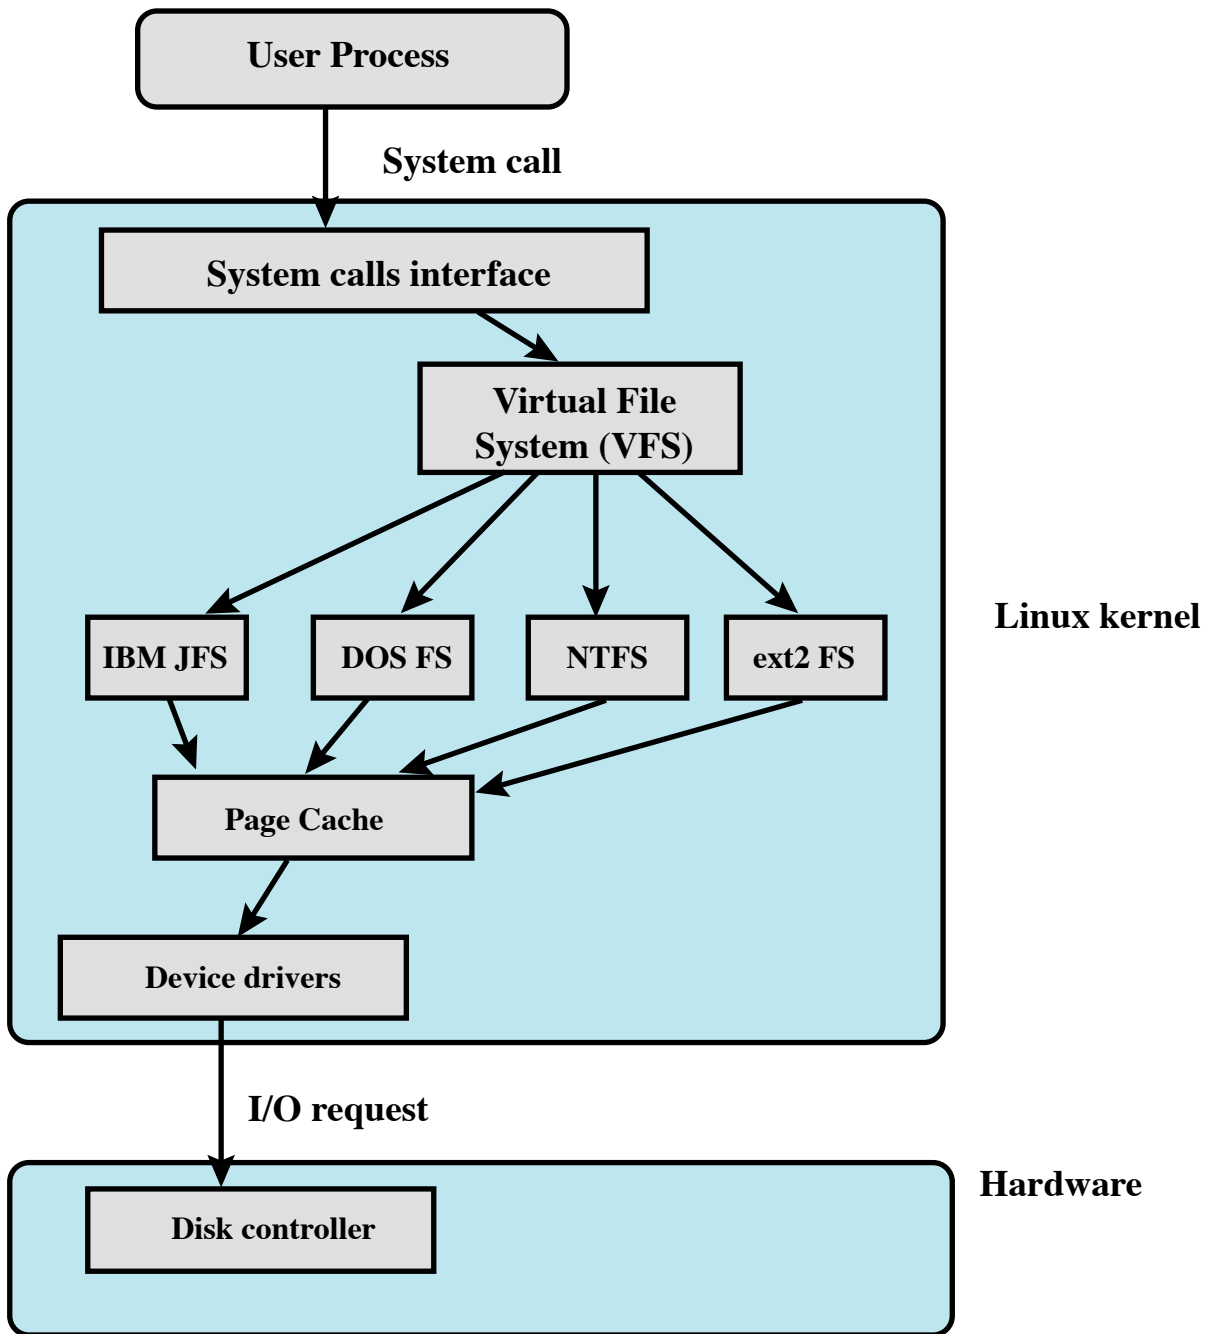 User Process
System call
System calls interface
Virtual File
System (VFS)
Linux kernel
IBM JFS
DOS FS
NTFS
ext2 FS
Page Cache
Device drivers
I/O request
Hardware
Disk controller